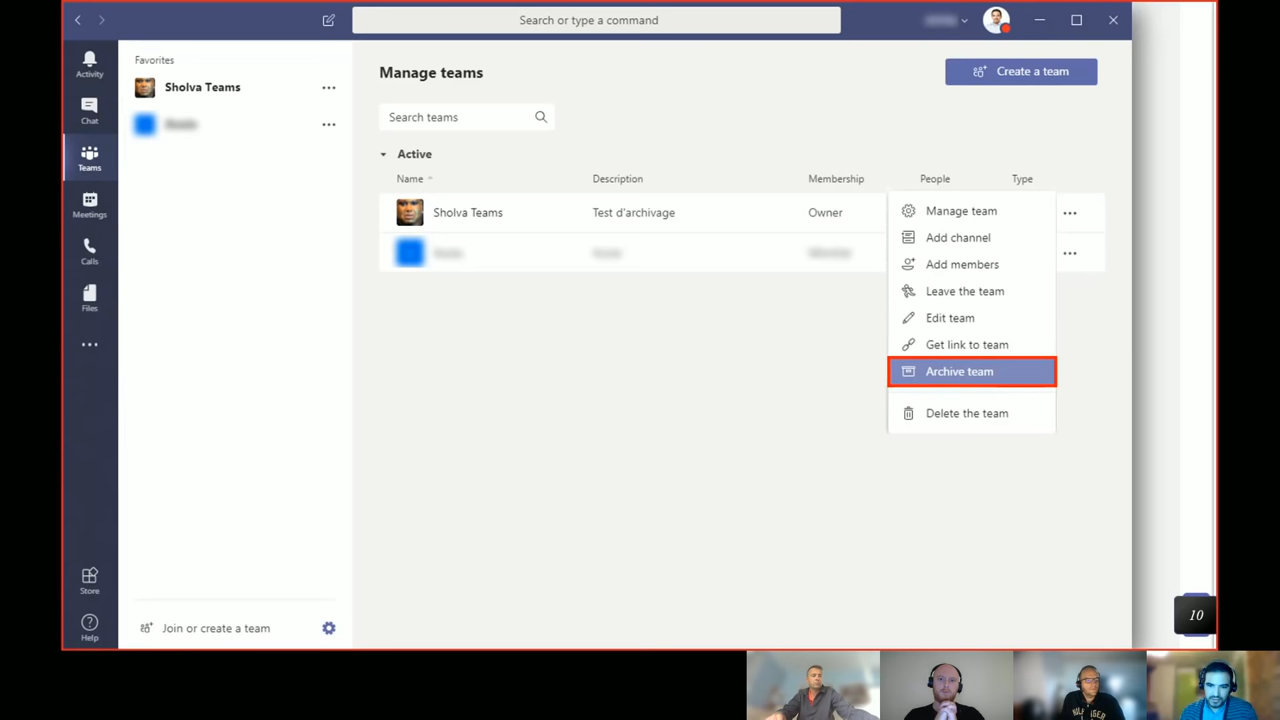 Search or type a command
Activity
Chat
Teams
Meetings
Calls
Files
Store
Help
Favorites
Sholva Teams
Join or create a team
Manage teams
Create a team
Search teams
Active
Name
Description
Membership
People
Type
Sholva Teams
Test d'archivage
Owner
Manage team
Add channel
Add members
Leave the team
Edit team
Get link to team
Archive team
Delete the team
10